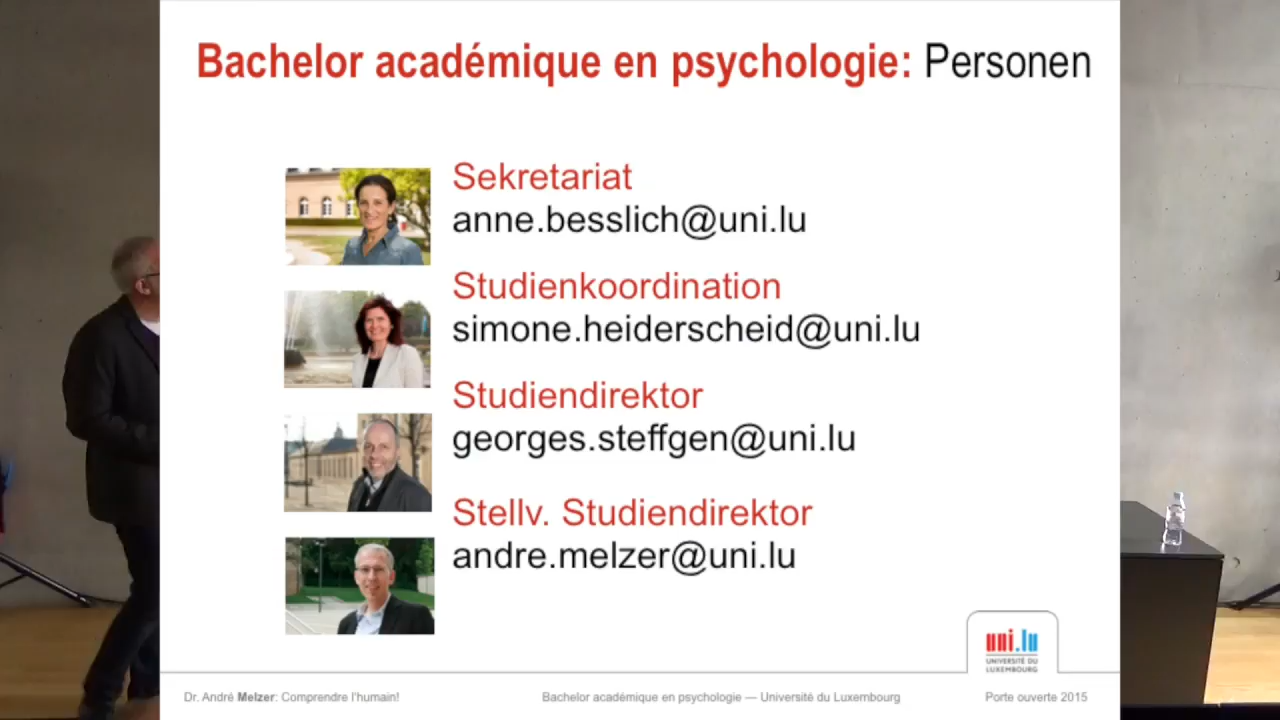 Bachelor académique en psychologie: Personen
Sekretariat
anne.besslich@uni.lu
Studienkoordination
simone.heiderscheid@uni.lu
Studiendirektor
georges.steffgen@uni.lu
Stellv. Studiendirektor
andre.melzer@uni.lu
uni.lu
UNIVERSITÉ DU
LUXEMBOURG
Dr. André Melzer: Comprendre l'humain!
Bachelor académique en psychologie — Université du Luxembourg
Porte ouverte 2015